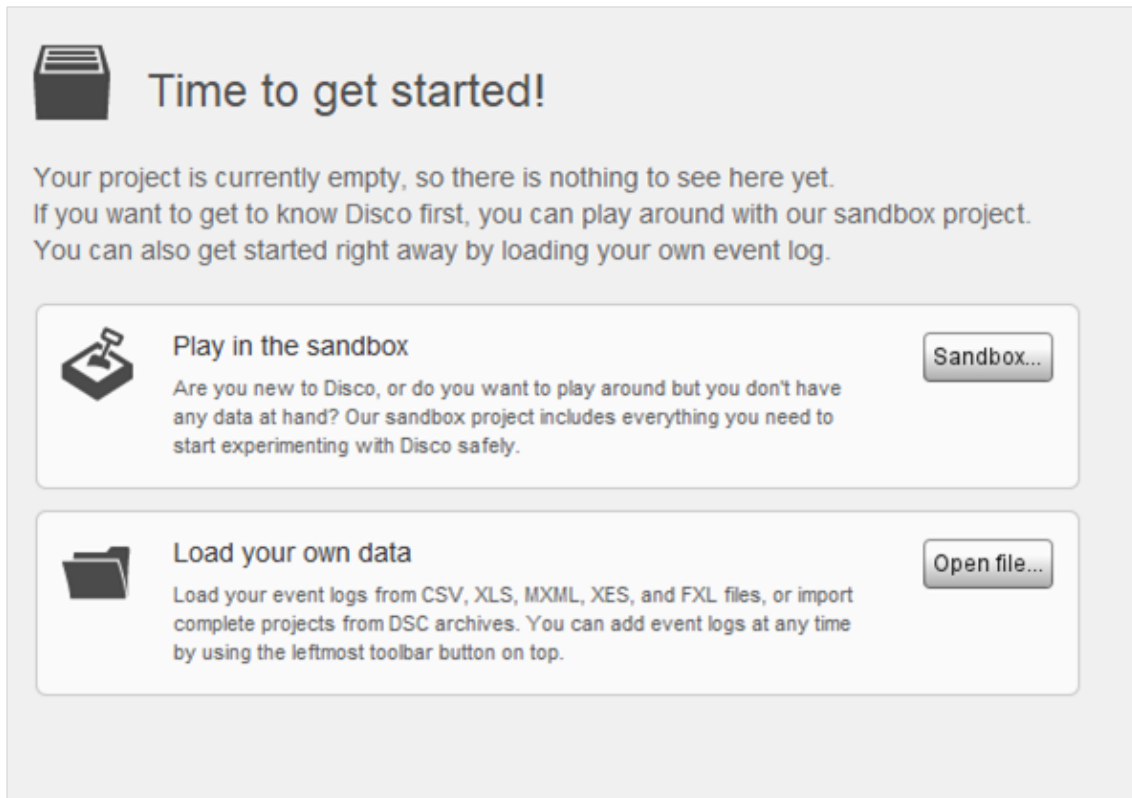 Time to get started!
Your project is currently empty, so there is nothing to see here yet.
If you want to get to know Disco first, you can play around with our sandbox project.
You can also get started right away by loading your own event log.
Play in the sandbox
Sandbox...
Are you new to Disco, or do you want to play around but you don't have
any data at hand? Our sandbox project includes everything you need to
start experimenting with Disco safely.
Load your own data
Open file...
Load your event logs from CSV, XLS, MXML, XES, and FXL files, or import
complete projects from DSC archives. You can add event logs at any time
by using the leftmost toolbar button on top.